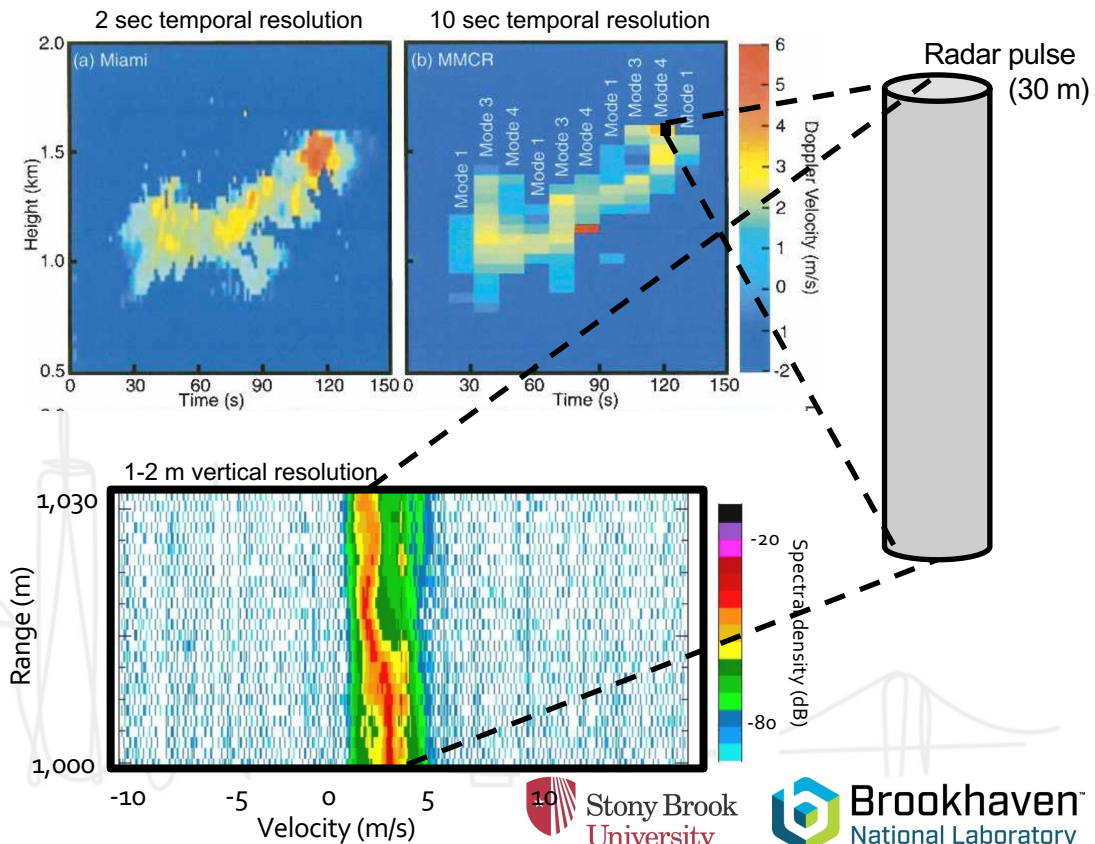 2 sec temporal resolution
10 sec temporal resolution
2.0
1.5
1.0
0.5
Height (km)
(a) Miami
0
30
60
90
120
150
Time (s)
(b) MMCR
Mode 1
Mode 3
Mode 4
Mode 1
Mode 3
Mode 4
Mode 1
Mode 3
Mode 4
Mode 1
0
30
60
90
120
150
Time (s)
6
5
4
3
2
1
0
-1
-2
Doppler Velocity (m/s)
Radar pulse
(30 m)
1-2 m vertical resolution
1,030
1,000
Range (m)
-10
-5
0
5
10
Velocity (m/s)
-20
-80
Spectral density (dB)
Stony Brook
University
Brookhaven™
National Laboratory